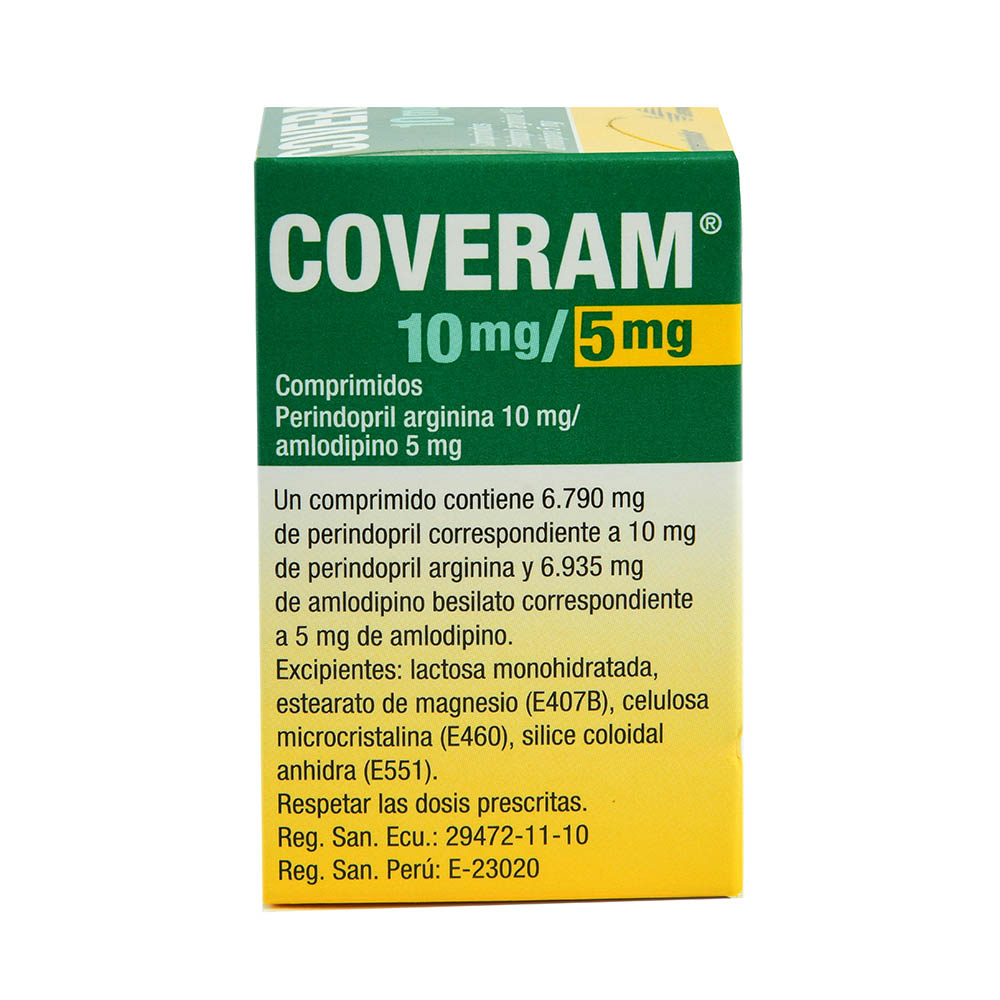 COVERAM
10 mg
COVERAM®
10 mg/5 mg
Comprimidos
Perindopril arginina 10 mg/
amlodipino 5 mg
Un comprimido contiene 6.790 mg
de perindopril correspondiente a 10 mg
de perindopril arginina y 6.935 mg
de amlodipino besilato correspondiente
a 5 mg de amlodipino.
Excipientes: lactosa monohidratada,
estearato de magnesio (E407B), celulosa
microcristalina (E460), silice coloidal
anhidra (E551).
Respetar las dosis prescritas.
Reg. San. Ecu.: 29472-11-10
Reg. San. Perú: E-23020